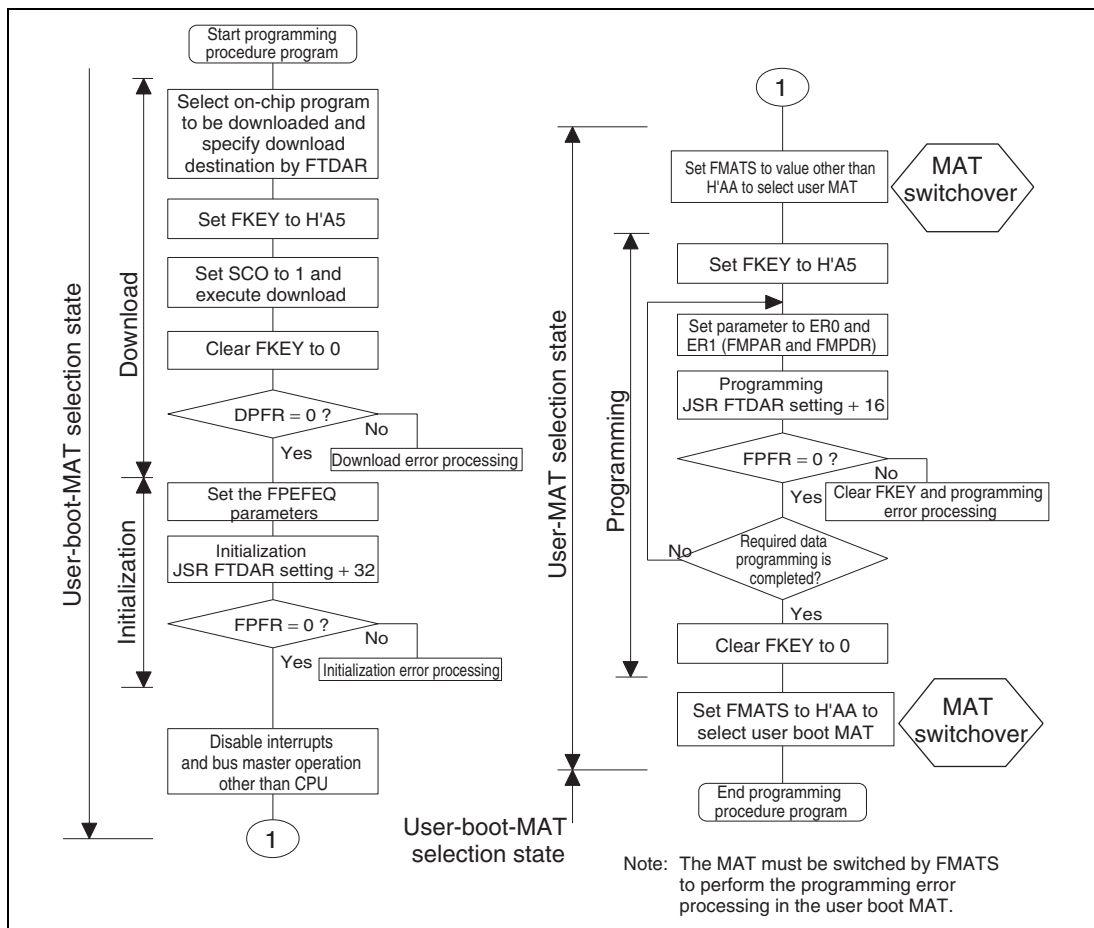 Start programming
procedure program
Select on-chip program
to be downloaded and
specify download
destination by FTDAR
Set FKEY to H'A5
Set SCO to 1 and
execute download
Clear FKEY to 0
DPFR = 0 ?
No
Yes
Download error processing
Set the FPEFEQ
parameters
Initialization
JSR FTDAR setting + 32
FPFR = 0 ?
No
Yes
Initialization error processing
Disable interrupts
and bus master operation
other than CPU
1
User-boot-MAT selection state
Download
Initialization
1
Set FMATS to value other than
H'AA to select user MAT
MAT
switchover
Set FKEY to H'A5
Set parameter to ER0 and
ER1 (FMPAR and FMPDR)
Programming
JSR FTDAR setting + 16
FPFR = 0 ?
No
Yes
Clear FKEY and programming
error processing
Required data
programming is
completed?
No
Yes
Clear FKEY to 0
Set FMATS to H'AA to
select user boot MAT
MAT
switchover
End programming
procedure program
User-MAT selection state
Programming
User-boot-MAT
selection state
Note: The MAT must be switched by FMATS
to perform the programming error
processing in the user boot MAT.